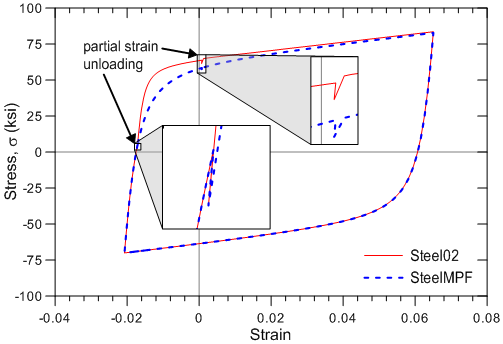 100
75
50
25
0
-25
-50
-75
-100
Stress, σ (ksi)
partial strain
unloading
Steel02
SteelMPF
-0.04 -0.02 0 0.02 0.04 0.06 0.08
Strain